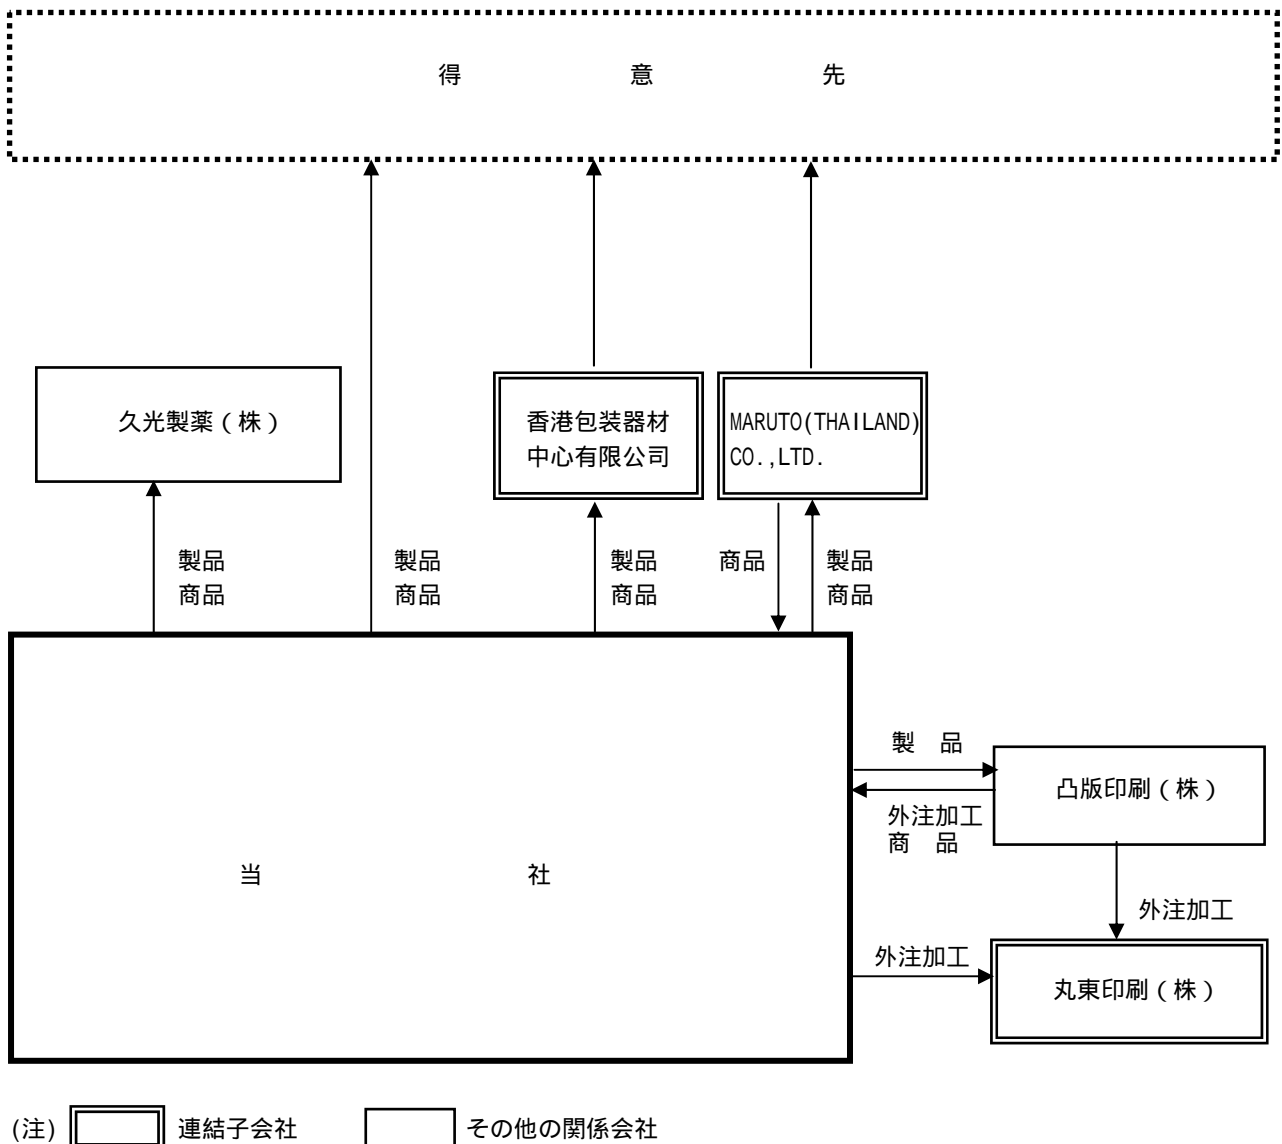 得　意　先
久光製薬（株）
香港包装器材
中心有限公司
MARUTO(THAILAND)
CO.,LTD.
製品
商品
製品
商品
製品
商品
商品
製品
商品
製　品
凸版印刷（株）
外注加工
商　品
当　社
外注加工
外注加工
丸東印刷（株）
(注)　連結子会社　その他の関係会社